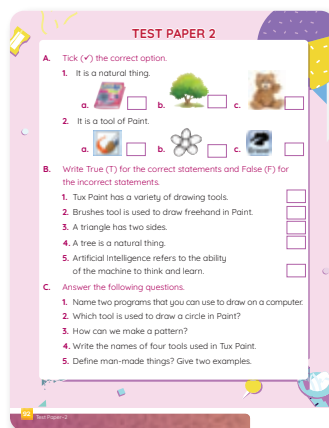 TEST PAPER 2
A. Tick (✓) the correct option.
1. It is a natural thing.
a. b. c.
2. It is a tool of Paint.
a. b. c.
Eraser
B. Write True (T) for the correct statements and False (F) for
the incorrect statements.
1. Tux Paint has a variety of drawing tools.
2. Brushes tool is used to draw freehand in Paint.
3. A triangle has two sides.
4. A tree is a natural thing.
5. Artificial Intelligence refers to the ability
of the machine to think and learn.
C. Answer the following questions.
1. Name two programs that you can use to draw on a computer.
2. Which tool is used to draw a circle in Paint?
3. How can we make a pattern?
4. Write the names of four tools used in Tux Paint.
5. Define man-made things? Give two examples.
Test Paper-2